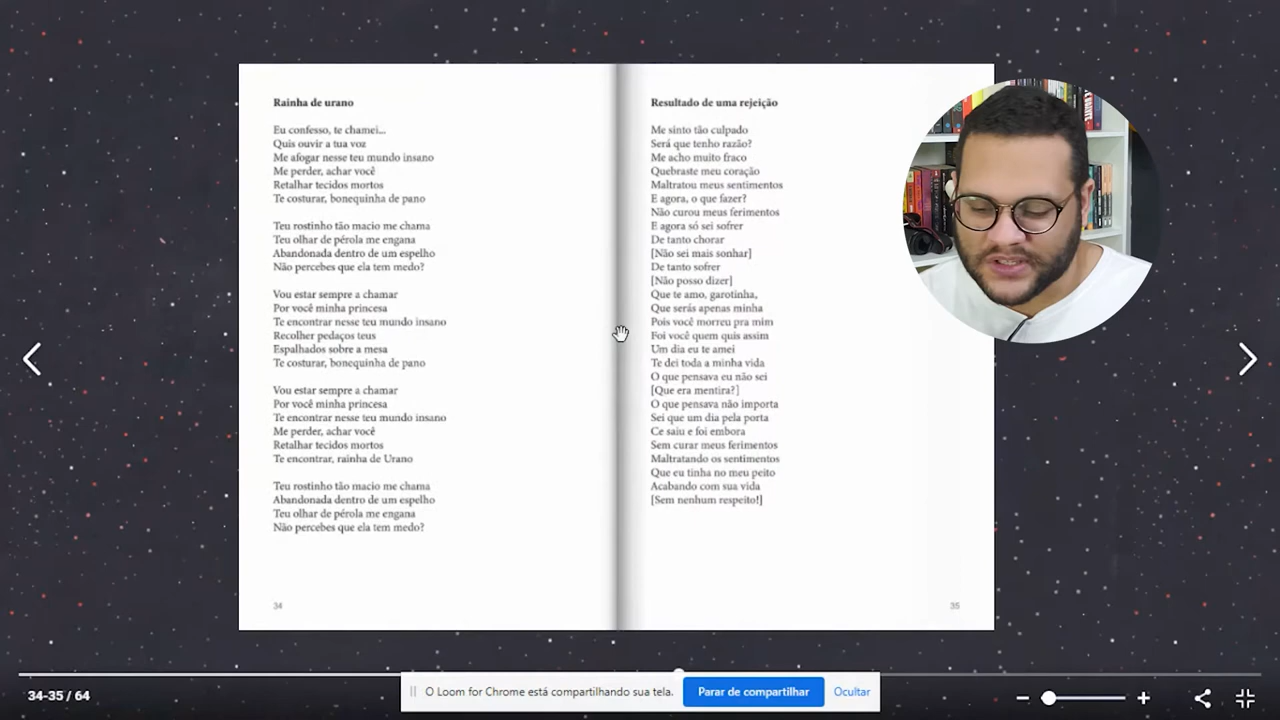 Rainha de urano
Eu confesso, te chamei...
Quis ouvir a tua voz
Me afogar nesse teu mundo insano
Me perder, achar você
Retalhar tecidos mortos
Te costurar, bonequinha de pano
Teu rostinho tão macio me chama
Teu olhar de pérola me engana
Abandonada dentro de um espelho
Não percebes que ela tem medo?
Vou estar sempre a chamar
Por você minha princesa
Te encontrar nesse teu mundo insano
Recolher pedaços teus
Espalhados sobre a mesa
Te costurar, bonequinha de pano
Vou estar sempre a chamar
Por você minha princesa
Te encontrar nesse teu mundo insano
Me perder, achar você
Retalhar tecidos mortos
Te encontrar, rainha de Urano
Teu rostinho tão macio me chama
Abandonada dentro de um espelho
Teu olhar de pérola me engana
Não percebes que ela tem medo?
34
Resultado de uma rejeição
Me sinto tão culpado
Será que tenho razão?
Me acho muito fraco
Quebraste meu coração
Maltratou meus sentimentos
E agora, o que fazer?
Não curou meus ferimentos
E agora só sei sofrer
De tanto chorar
[Não sei mais sonhar]
De tanto sofrer
[Não posso dizer]
Que te amo, garotinha,
Que serás apenas minha
Pois você morreu pra mim
Foi você quem quis assim
Um dia eu te amei
Te dei toda a minha vida
O que pensava eu não sei
[Que era mentira?]
O que pensava não importa
Sei que um dia pela porta
Ce saiu e foi embora
Sem curar meus ferimentos
Maltratando os sentimentos
Que eu tinha no meu peito
Acabando com sua vida
[Sem nenhum respeito!]
35
34-35 / 64
O Loom for Chrome está compartilhando sua tela.
Parar de compartilhar
Ocultar